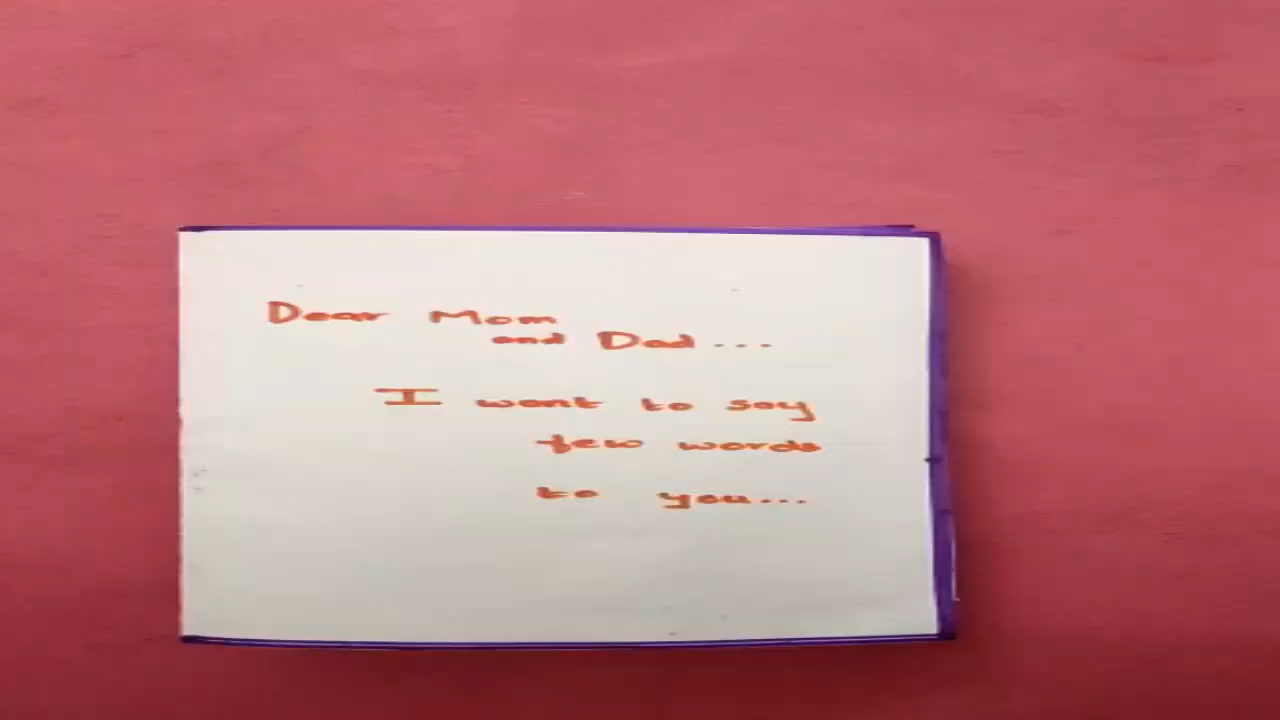 Dear Mom
and Dad...
I want to say
few words
to you...